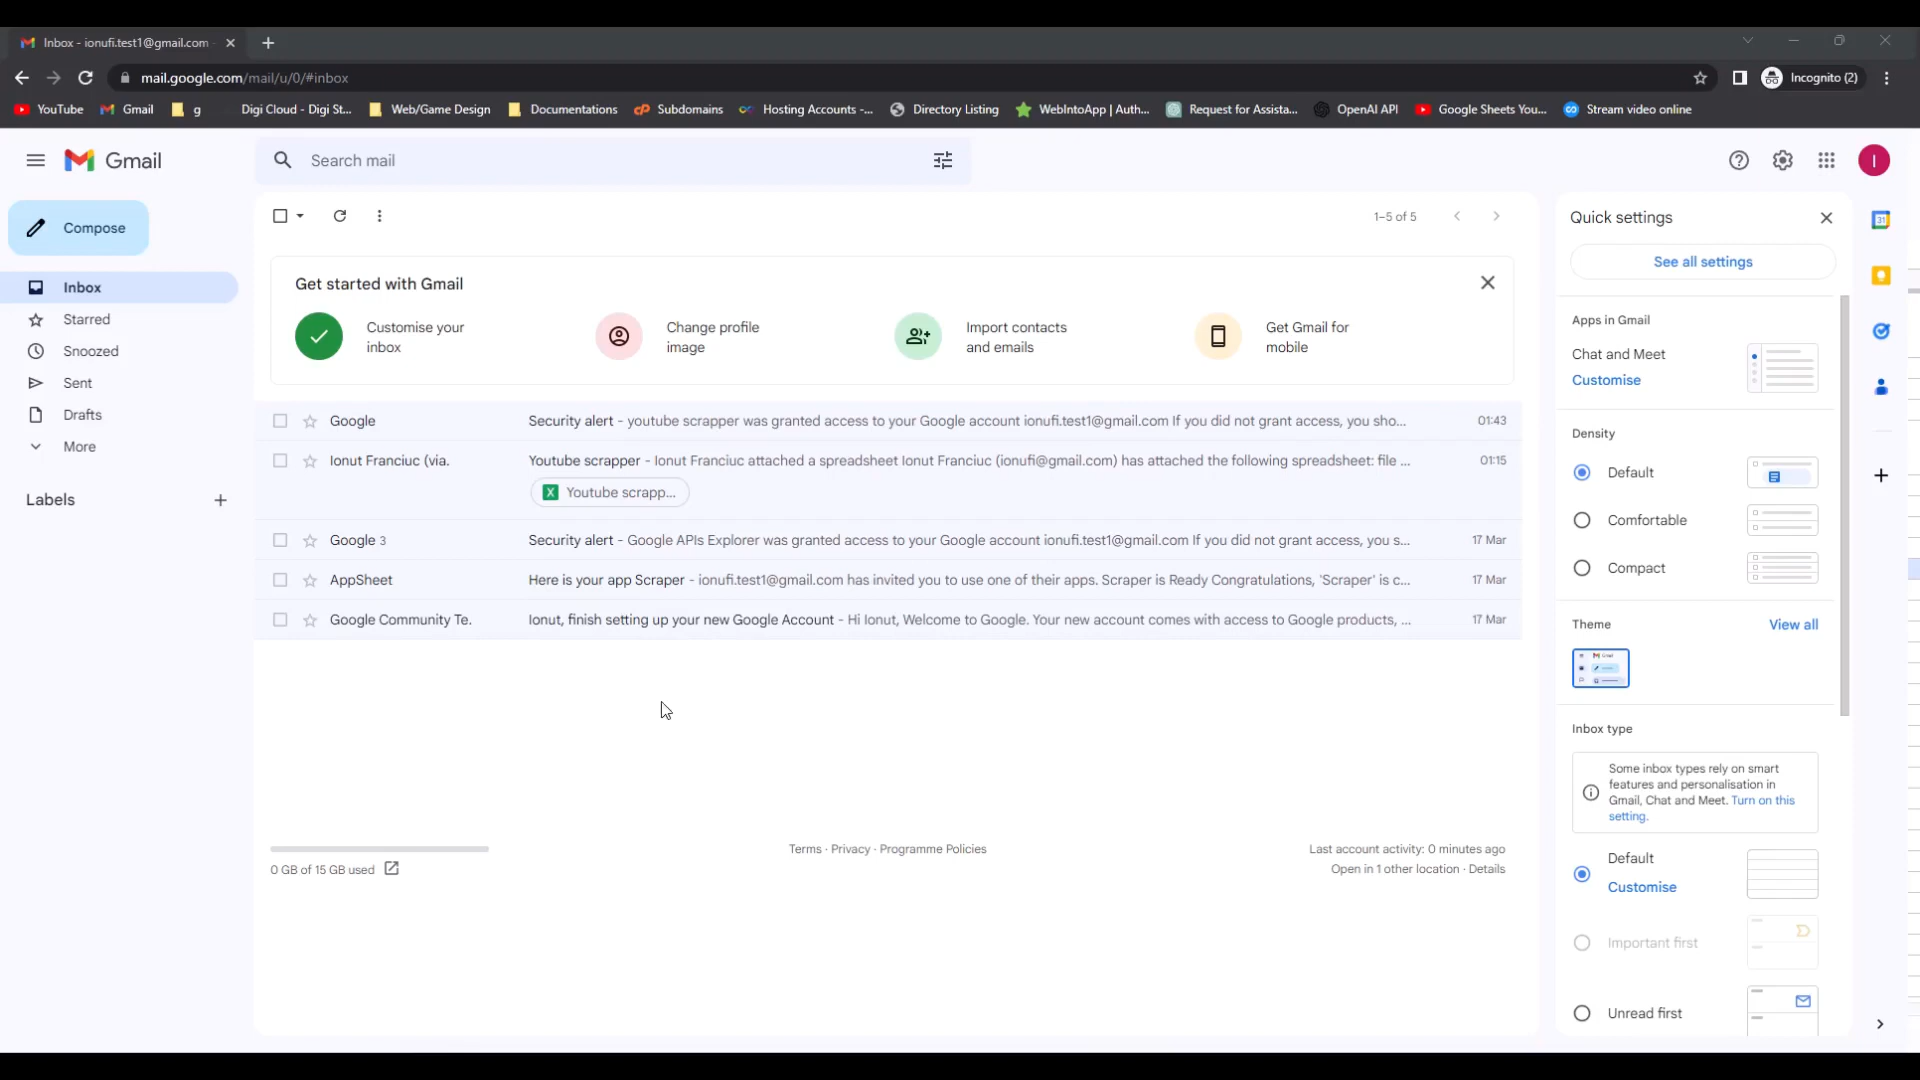 Inbox - ionufi.test1@gmail.com
mail.google.com/mail/u/0/#inbox
Incognito (2)
YouTube
Gmail
g
Digi Cloud - Digi St...
Web/Game Design
Documentations
Subdomains
Hosting Accounts -...
Directory Listing
WebIntoApp | Auth...
Request for Assista...
OpenAI API
Google Sheets You...
Stream video online
Gmail
Search mail
I
Compose
Inbox
Starred
Snoozed
Sent
Drafts
More
Labels
1–5 of 5
Get started with Gmail
Customise your
inbox
Change profile
image
Import contacts
and emails
Get Gmail for
mobile
Google Security alert - youtube scrapper was granted access to your Google account ionufi.test1@gmail.com If you did not grant access, you sho... 01:43
Ionut Franciuc (via. Youtube scrapper - Ionut Franciuc attached a spreadsheet Ionut Franciuc (ionufi@gmail.com) has attached the following spreadsheet: file ... 01:15
Youtube scrapp...
Google 3 Security alert - Google APIs Explorer was granted access to your Google account ionufi.test1@gmail.com If you did not grant access, you s... 17 Mar
AppSheet Here is your app Scraper - ionufi.test1@gmail.com has invited you to use one of their apps. Scraper is Ready Congratulations, 'Scraper' is c... 17 Mar
Google Community Te. Ionut, finish setting up your new Google Account - Hi Ionut, Welcome to Google. Your new account comes with access to Google products, ... 17 Mar
0 GB of 15 GB used
Terms · Privacy · Programme Policies
Last account activity: 0 minutes ago
Open in 1 other location · Details
Quick settings
See all settings
Apps in Gmail
Chat and Meet
Customise
Density
Default
Comfortable
Compact
Theme
View all
Inbox type
Some inbox types rely on smart
features and personalisation in
Gmail, Chat and Meet. Turn on this
setting.
Default
Customise
Important first
Unread first
31